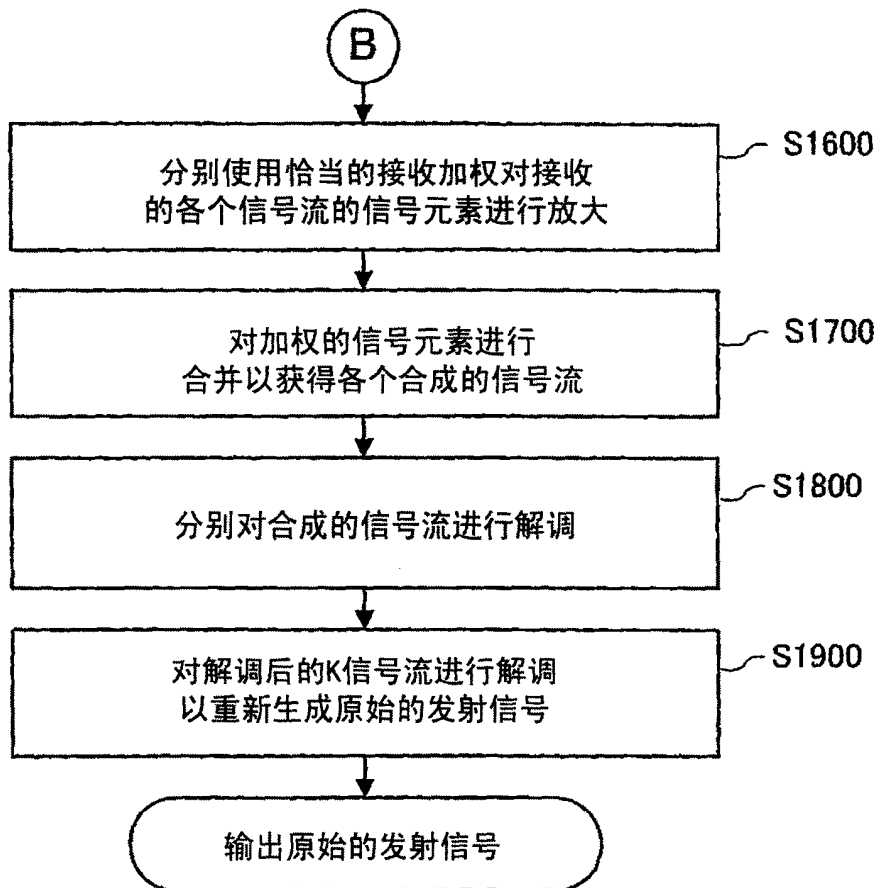 B
分别使用恰当的接收加权对接收
的各个信号流的信号元素进行放大
S1600
对加权的信号元素进行
合并以获得各个合成的信号流
S1700
分别对合成的信号流进行解调
S1800
对解调后的K信号流进行解调
以重新生成原始的发射信号
S1900
输出原始的发射信号